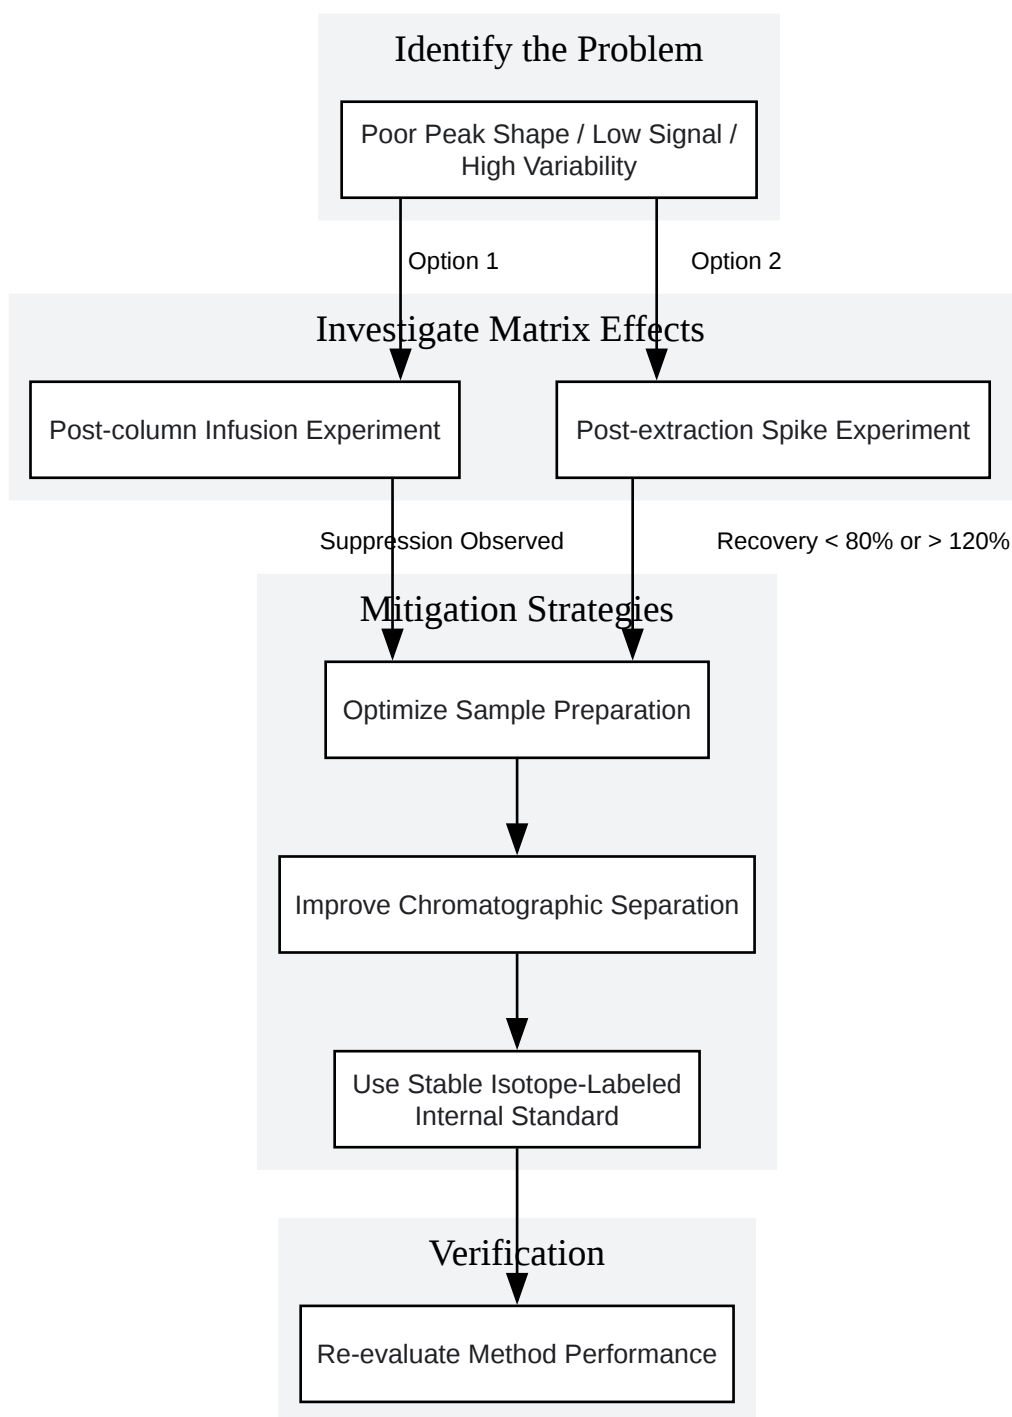 Identify the Problem
Poor Peak Shape / Low Signal /
High Variability
Option 1
Option 2
Investigate Matrix Effects
Post-column Infusion Experiment
Post-extraction Spike Experiment
Suppression Observed
Recovery < 80% or > 120%
Mitigation Strategies
Optimize Sample Preparation
Improve Chromatographic Separation
Use Stable Isotope-Labeled
Internal Standard
Verification
Re-evaluate Method Performance